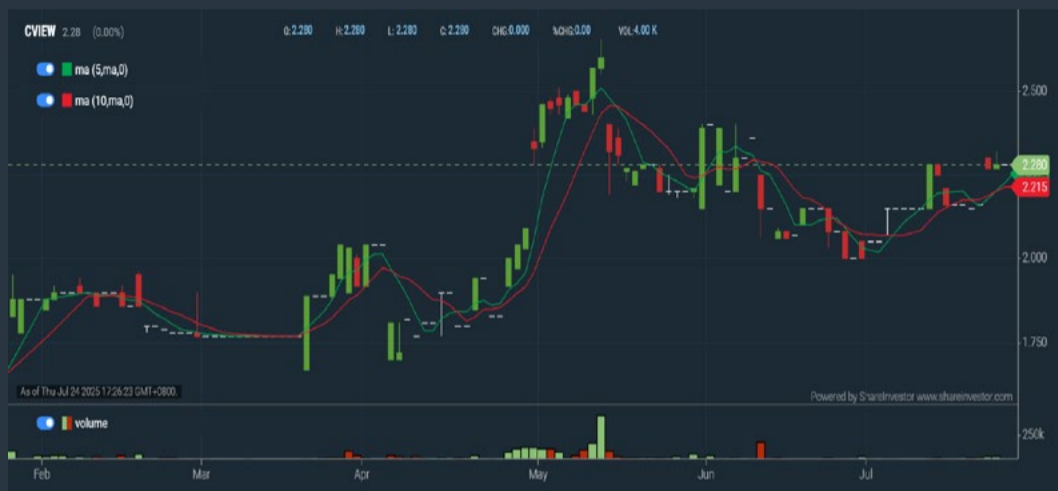 CVIEW 2.28 (0.00%) O:2.280 H:2.280 L:2.280 C:2.280 CHG:0.000 %CHG:0.00 VOL:4.00 K
ma (5,ma,0)
ma (10,ma,0)
2.500
2.280
2.215
2.000
1.750
As of Thu Jul 24 2025 17:26:23 GMT+0800.
Powered by ShareInvestor www.shareinvestor.com
volume
250k
Feb Mar Apr May Jun Jul